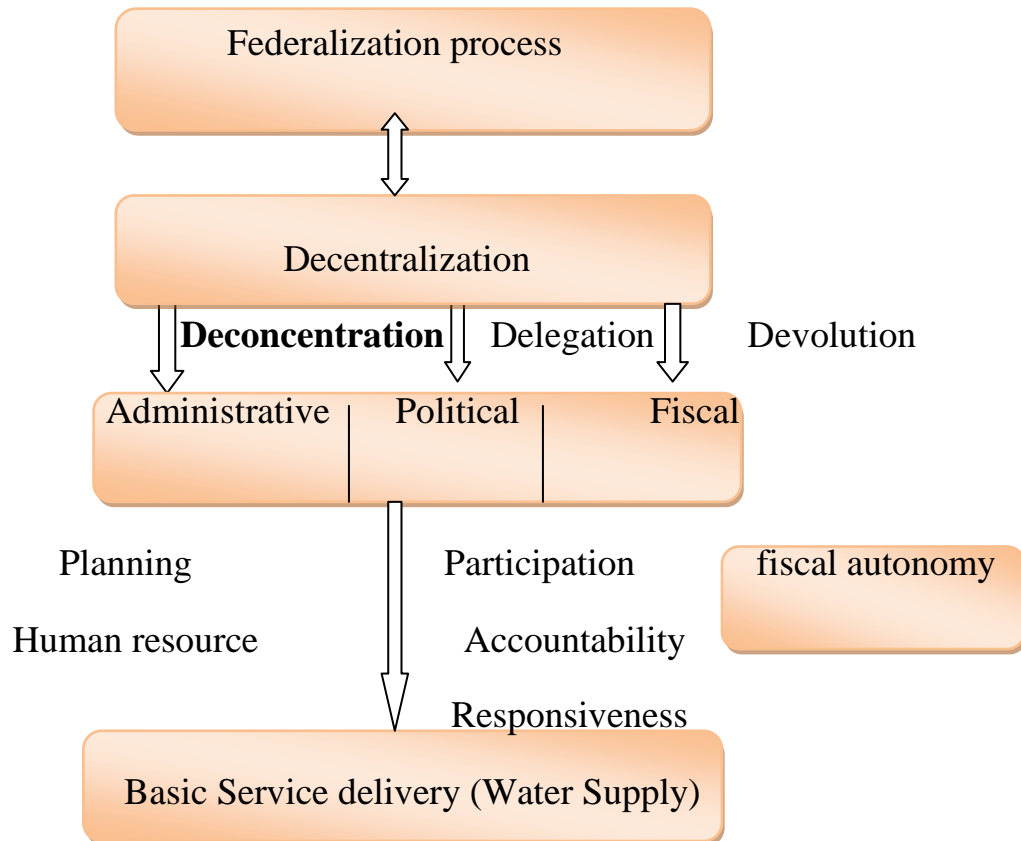 Federalization process
Decentralization
Deconcentration Delegation Devolution
Administrative Political Fiscal
Planning Participation fiscal autonomy
Human resource Accountability
Responsiveness
Basic Service delivery (Water Supply)